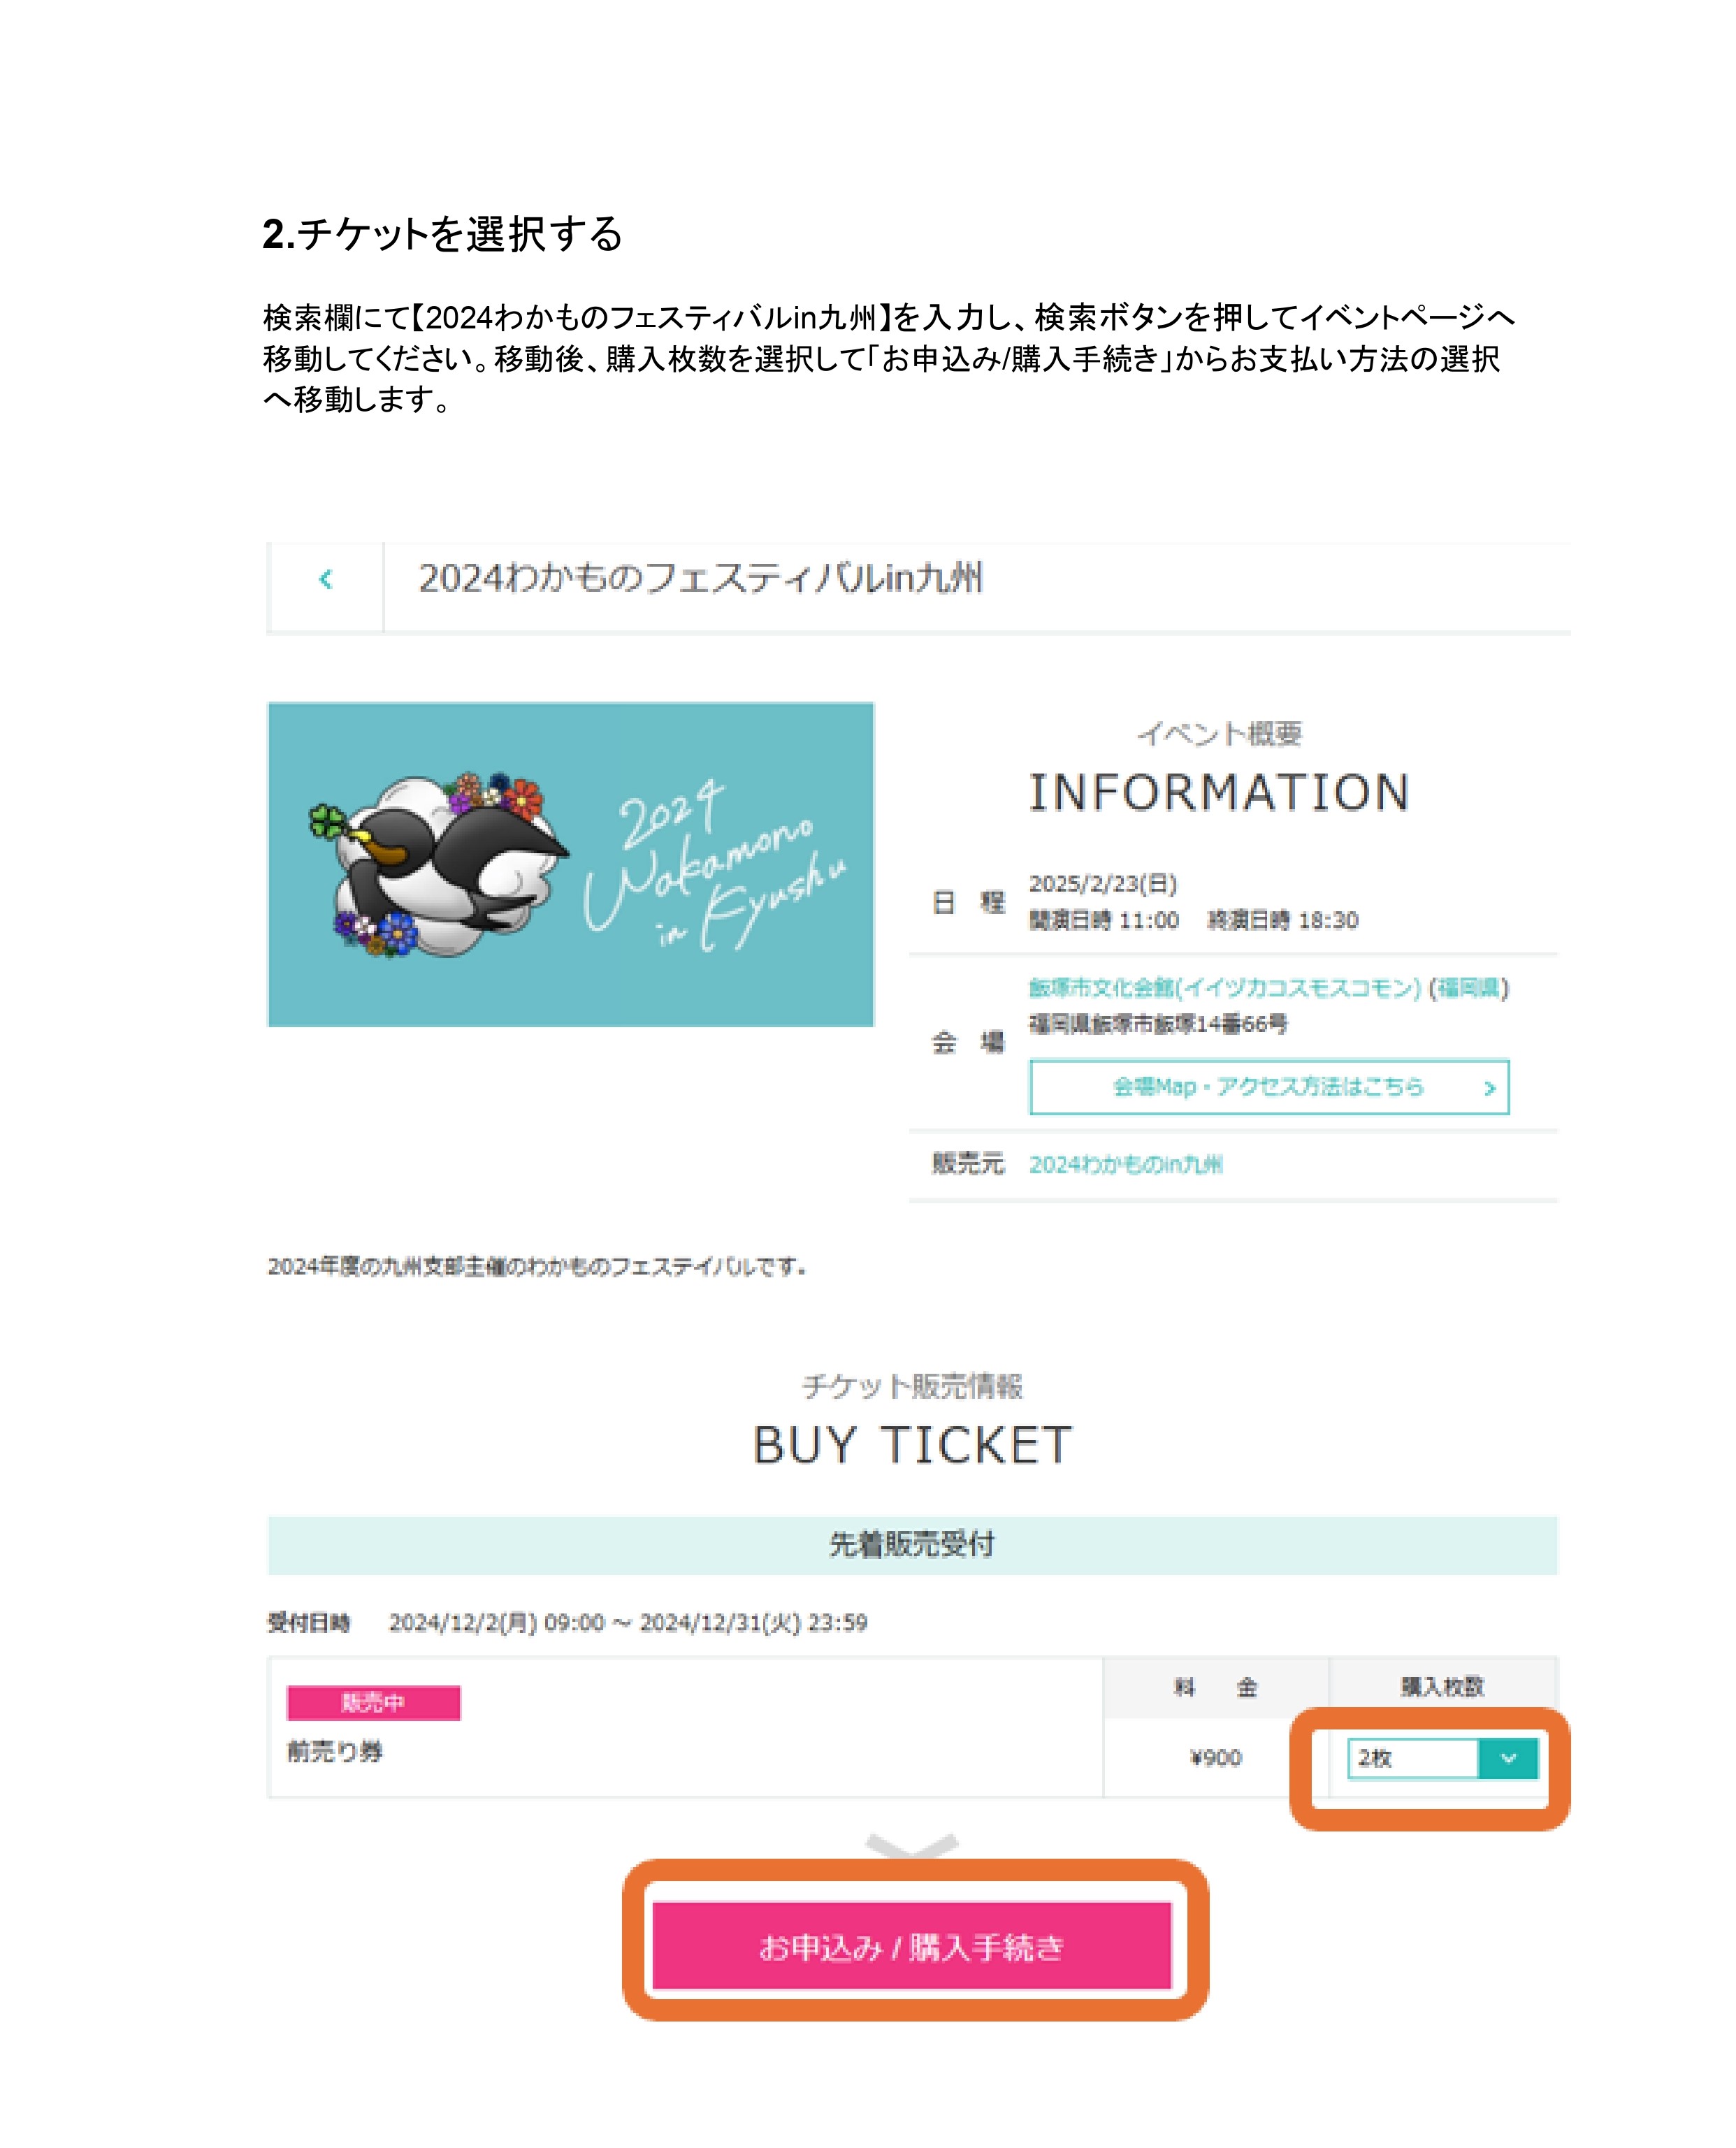 2.チケットを選択する
検索欄にて【2024わかものフェスティバルin九州】を入力し、検索ボタンを押してイベントページへ
移動してください。移動後、購入枚数を選択して「お申込み/購入手続き」からお支払い方法の選択
へ移動します。
2024わかものフェスティバルin九州
2024
Wakamono
in Kyushu
イベント概要
INFORMATION
日 程
2025/2/23(日)
開演日時 11:00 終演日時 18:30
会 場
飯塚市文化会館(イイヅカコスモスコモン) (福岡県)
福岡県飯塚市飯塚14番66号
会場Map・アクセス方法はこちら
販売元 2024わかものin九州
2024年度の九州支部主催のわかものフェステイバルです。
チケット販売情報
BUY TICKET
先着販売受付
受付日時 2024/12/2(月) 09:00 ～ 2024/12/31(火) 23:59
販売中
前売り券
料 金
¥900
購入枚数
2枚
お申込み / 購入手続き